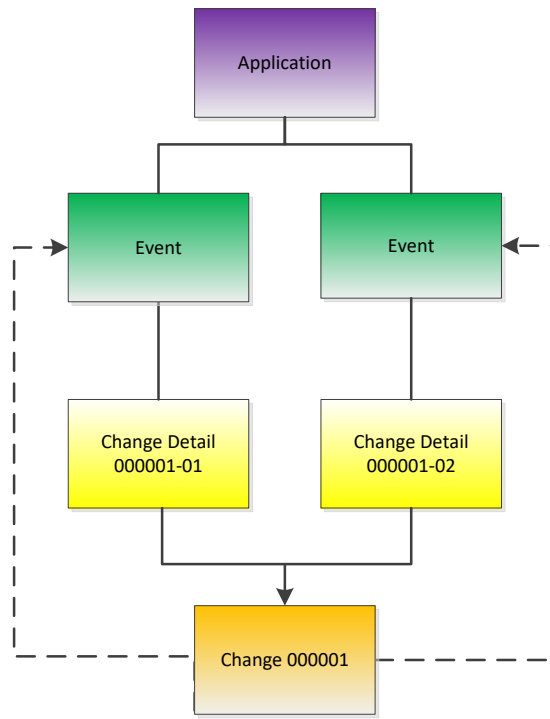 Application
Event
Event
Change Detail
000001-01
Change Detail
000001-02
Change 000001